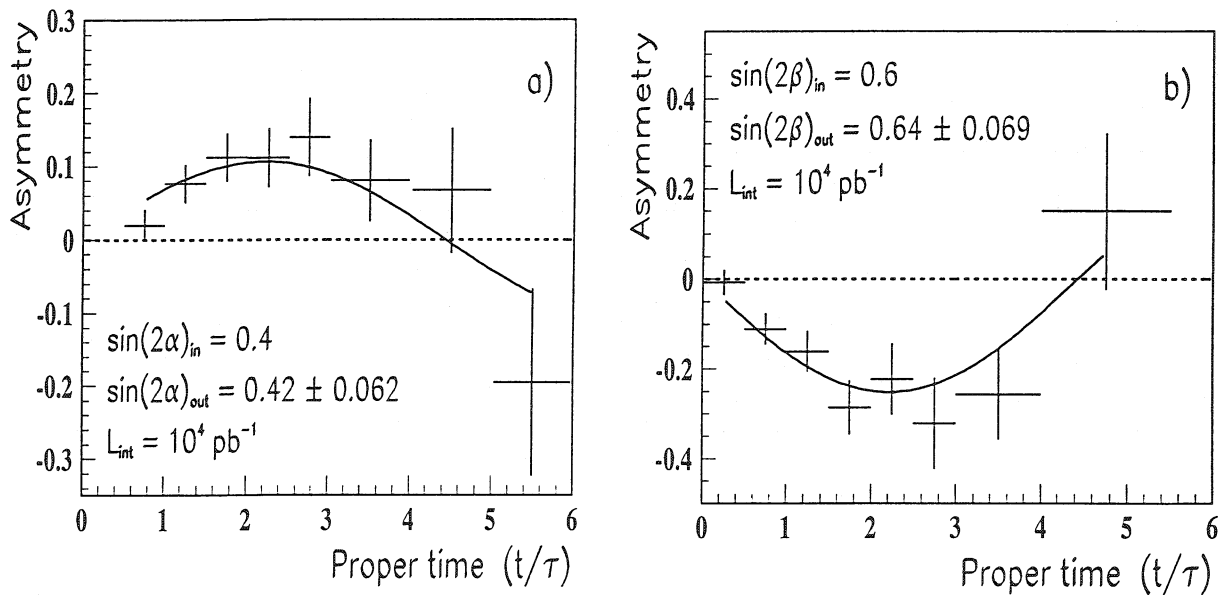 Asymmetry
0.3
0.2
0.1
0
-0.1
-0.2
-0.3
a)
sin(2α)in = 0.4
sin(2α)out = 0.42 ± 0.062
Lint = 10⁴ pb⁻¹
0 1 2 3 4 5 6
Proper time (t/τ)
Asymmetry
0.4
0.2
0
-0.2
-0.4
b)
sin(2β)in = 0.6
sin(2β)out = 0.64 ± 0.069
Lint = 10⁴ pb⁻¹
0 1 2 3 4 5 6
Proper time (t/τ)